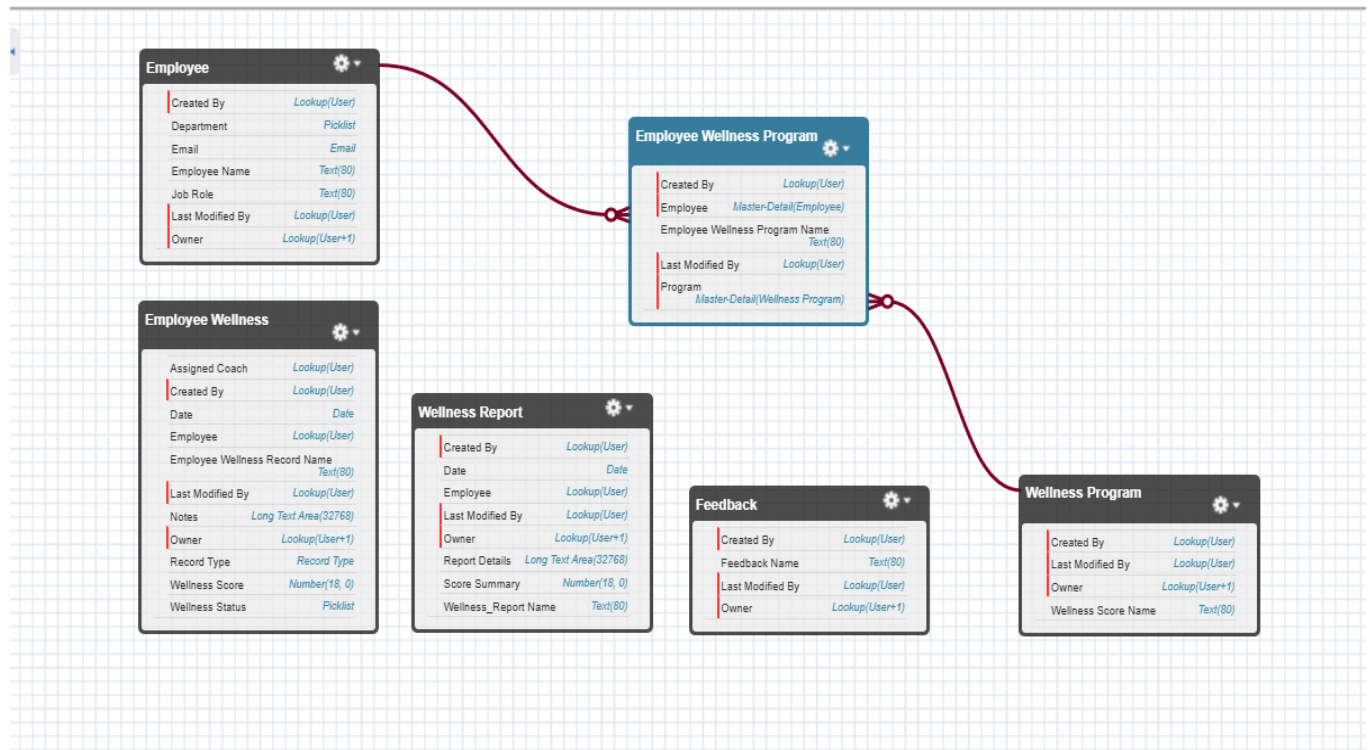 Employee
Created By Lookup(User)
Department Picklist
Email Email
Employee Name Text(80)
Job Role Text(80)
Last Modified By Lookup(User)
Owner Lookup(User+1)
Employee Wellness Program
Created By Lookup(User)
Employee Master-Detail(Employee)
Employee Wellness Program Name
Text(80)
Last Modified By Lookup(User)
Program
Master-Detail(Wellness Program)
Employee Wellness
Assigned Coach Lookup(User)
Created By Lookup(User)
Date Date
Employee Lookup(User)
Employee Wellness Record Name
Text(80)
Last Modified By Lookup(User)
Notes Long Text Area(32768)
Owner Lookup(User+1)
Record Type Record Type
Wellness Score Number(18, 0)
Wellness Status Picklist
Wellness Report
Created By Lookup(User)
Date Date
Employee Lookup(User)
Last Modified By Lookup(User)
Owner Lookup(User+1)
Report Details Long Text Area(32768)
Score Summary Number(18, 0)
Wellness_Report Name Text(80)
Feedback
Created By Lookup(User)
Feedback Name Text(80)
Last Modified By Lookup(User)
Owner Lookup(User+1)
Wellness Program
Created By Lookup(User)
Last Modified By Lookup(User)
Owner Lookup(User+1)
Wellness Score Name Text(80)